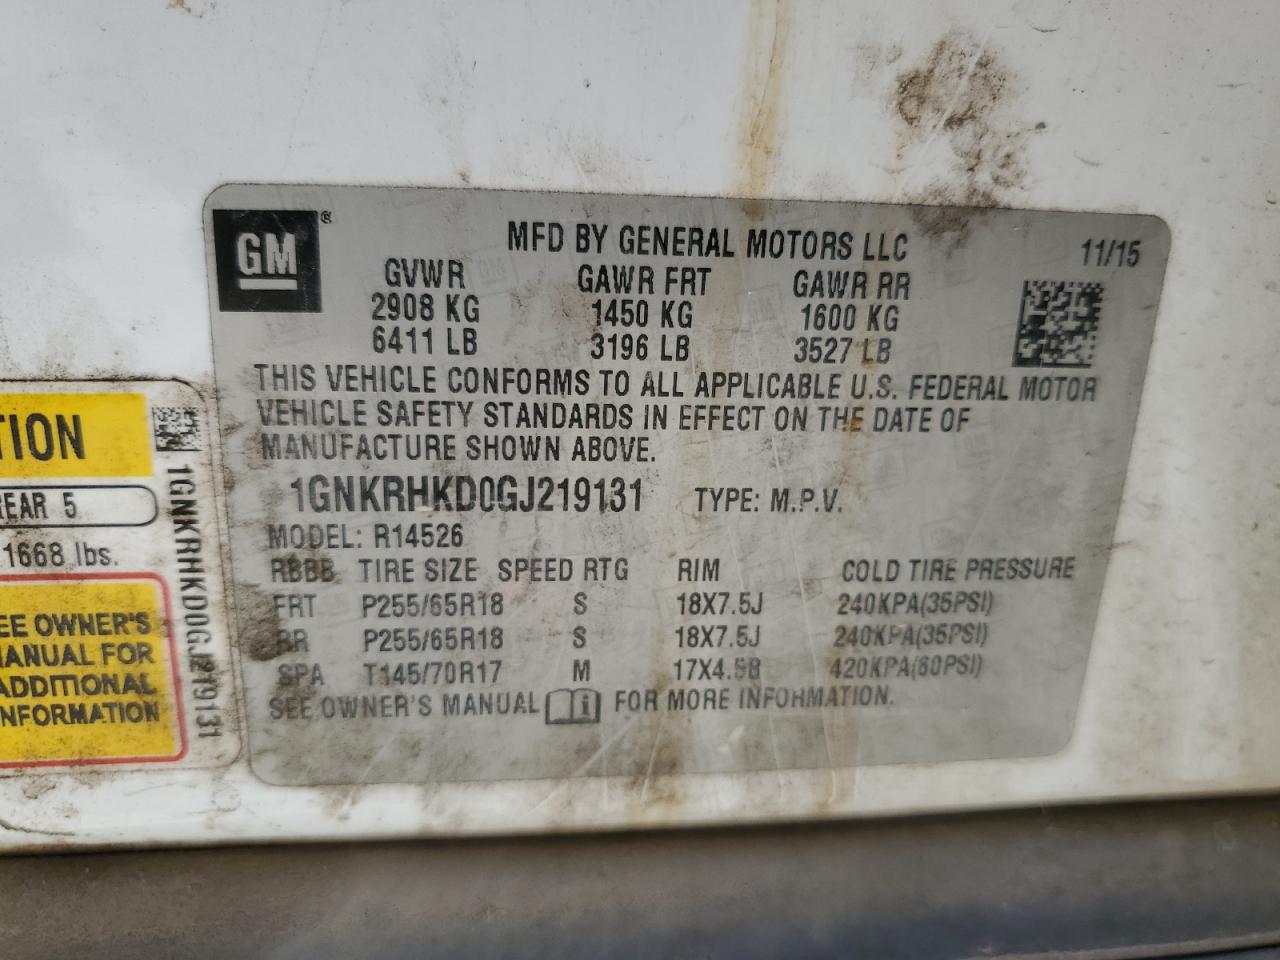 GM ®
MFD BY GENERAL MOTORS LLC
11/15
GVWR GAWR FRT GAWR RR
2908 KG 1450 KG 1600 KG
6411 LB 3196 LB 3527 LB
THIS VEHICLE CONFORMS TO ALL APPLICABLE U.S. FEDERAL MOTOR
VEHICLE SAFETY STANDARDS IN EFFECT ON THE DATE OF
MANUFACTURE SHOWN ABOVE.
1GNKRHKD0GJ219131 TYPE: M.P.V.
MODEL: R14526
RBBB TIRE SIZE SPEED RTG RIM COLD TIRE PRESSURE
FRT P255/65R18 S 18X7.5J 240KPA(35PSI)
RR P255/65R18 S 18X7.5J 240KPA(35PSI)
SPA T145/70R17 M 17X4.5B 420KPA(60PSI)
SEE OWNER'S MANUAL i FOR MORE INFORMATION.
TION
REAR 5
1668 lbs.
EE OWNER'S
MANUAL FOR
ADDITIONAL
INFORMATION
1GNKRHKD0GJ219131